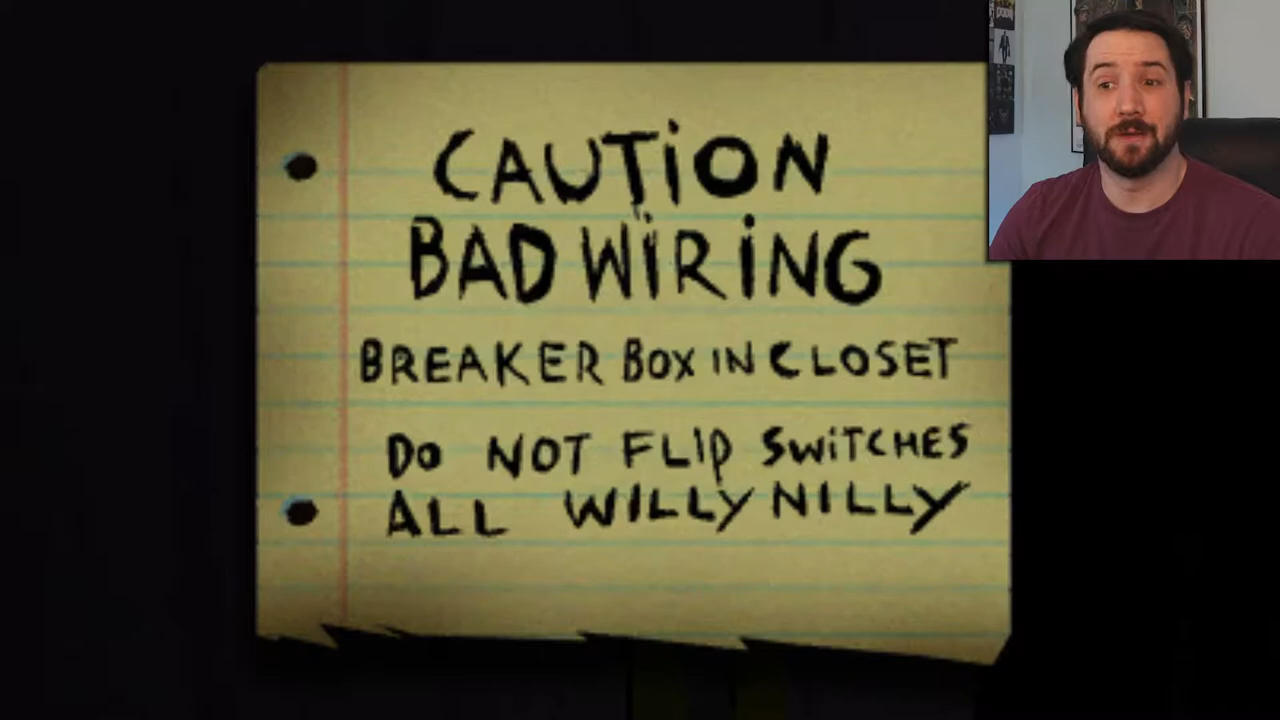 CAUTION
BAD WIRING
BREAKER BOX IN CLOSET
DO NOT FLIP SWITCHES
ALL WILLY NILLY